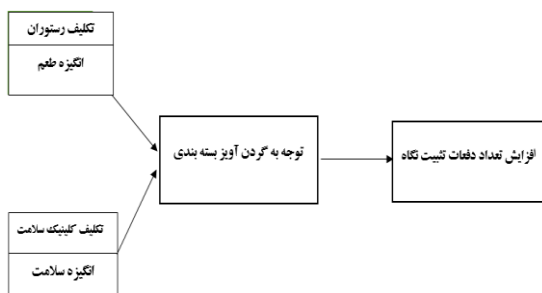 تکلیف رستوران
انگیزه طعم
توجه به گردن آویز بسته بندی
افزایش تعداد دفعات تثبیت نگاه
تکلیف کلینیک سلامت
انگیزه سلامت